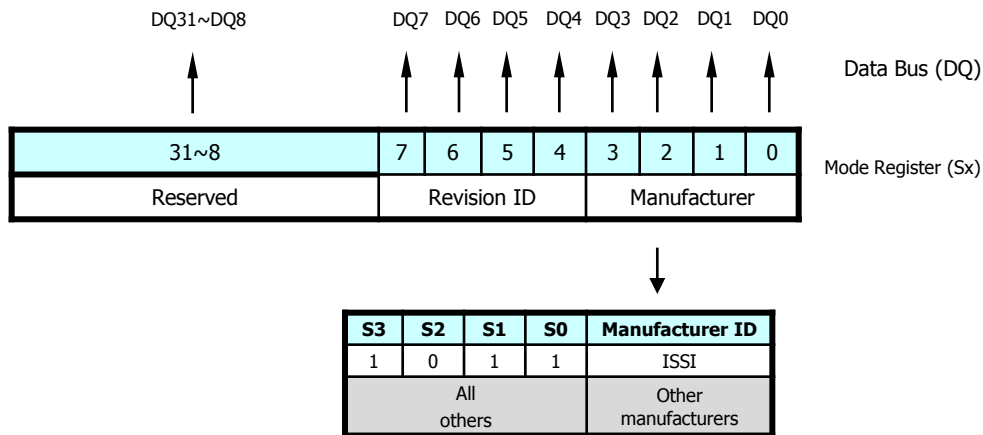 DQ31~DQ8 DQ7 DQ6 DQ5 DQ4 DQ3 DQ2 DQ1 DQ0
Data Bus (DQ)
31~8 7 6 5 4 3 2 1 0
Mode Register (Sx)
Reserved Revision ID Manufacturer
S3 S2 S1 S0 Manufacturer ID
1 0 1 1 ISSI
All Other
others manufacturers